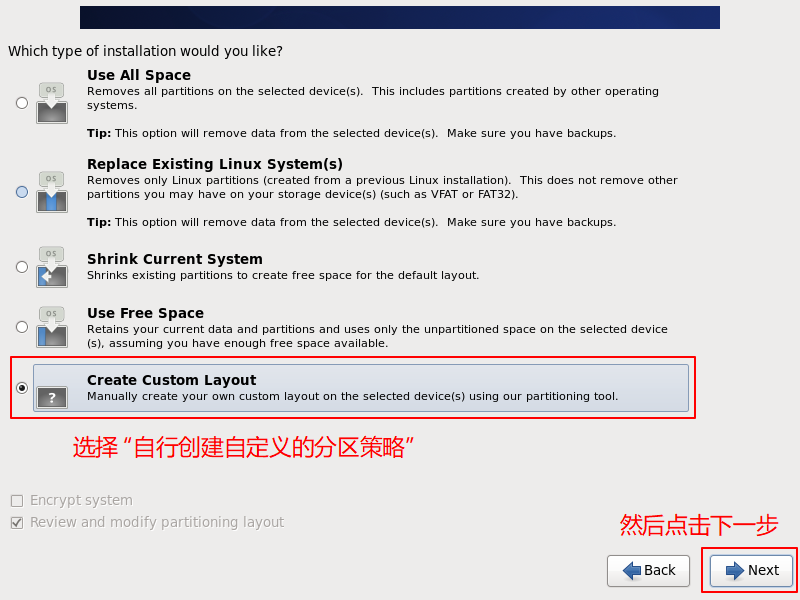 Which type of installation would you like?
OS
Use All Space
Removes all partitions on the selected device(s).  This includes partitions created by other operating
systems.
Tip: This option will remove data from the selected device(s).  Make sure you have backups.
OS
Replace Existing Linux System(s)
Removes only Linux partitions (created from a previous Linux installation).  This does not remove other
partitions you may have on your storage device(s) (such as VFAT or FAT32).
Tip: This option will remove data from the selected device(s).  Make sure you have backups.
OS
Shrink Current System
Shrinks existing partitions to create free space for the default layout.
OS
Use Free Space
Retains your current data and partitions and uses only the unpartitioned space on the selected device
(s), assuming you have enough free space available.
?
Create Custom Layout
Manually create your own custom layout on the selected device(s) using our partitioning tool.
选择 “自行创建自定义的分区策略”
Encrypt system
Review and modify partitioning layout
然后点击下一步
Back
Next